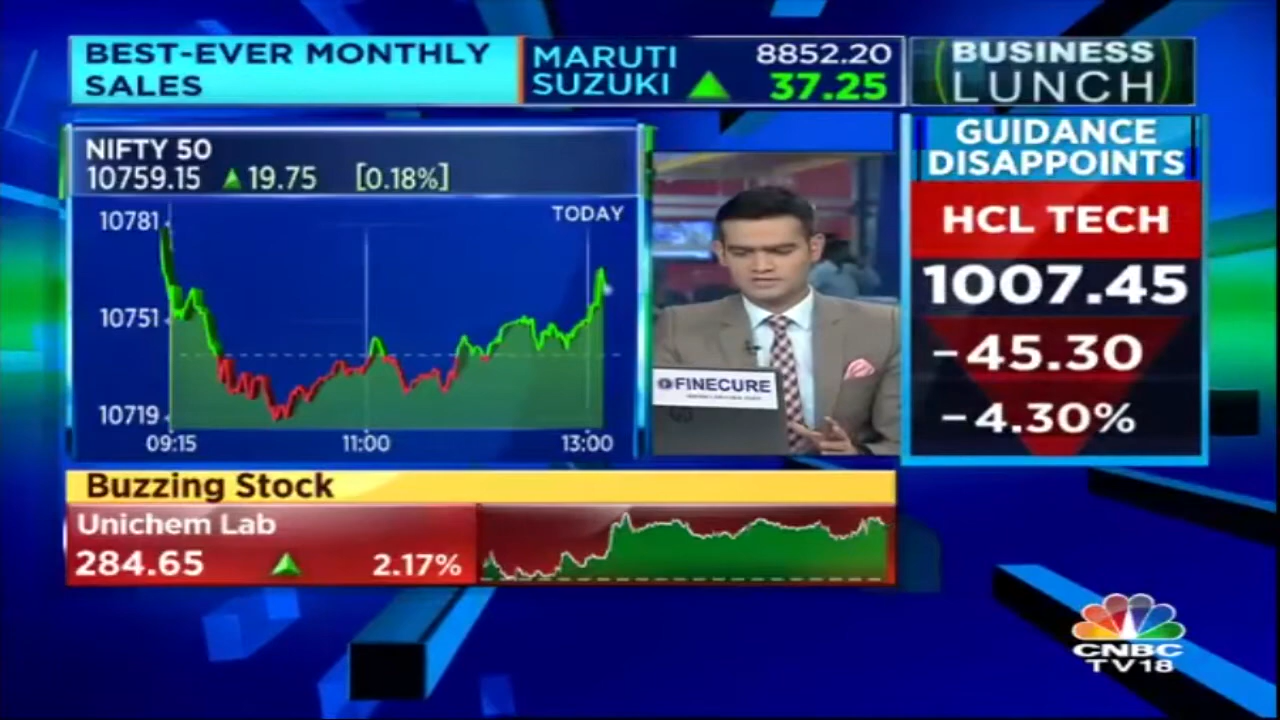 BEST-EVER MONTHLY
SALES
MARUTI
SUZUKI
8852.20
37.25
BUSINESS
LUNCH
NIFTY 50
10759.15 ▲ 19.75 [0.18%]
TODAY
10781
10751
10719
09:15 11:00 13:00
FINECURE
GUIDANCE
DISAPPOINTS
HCL TECH
1007.45
-45.30
-4.30%
Buzzing Stock
Unichem Lab
284.65 ▲ 2.17%
CNBC
TV18